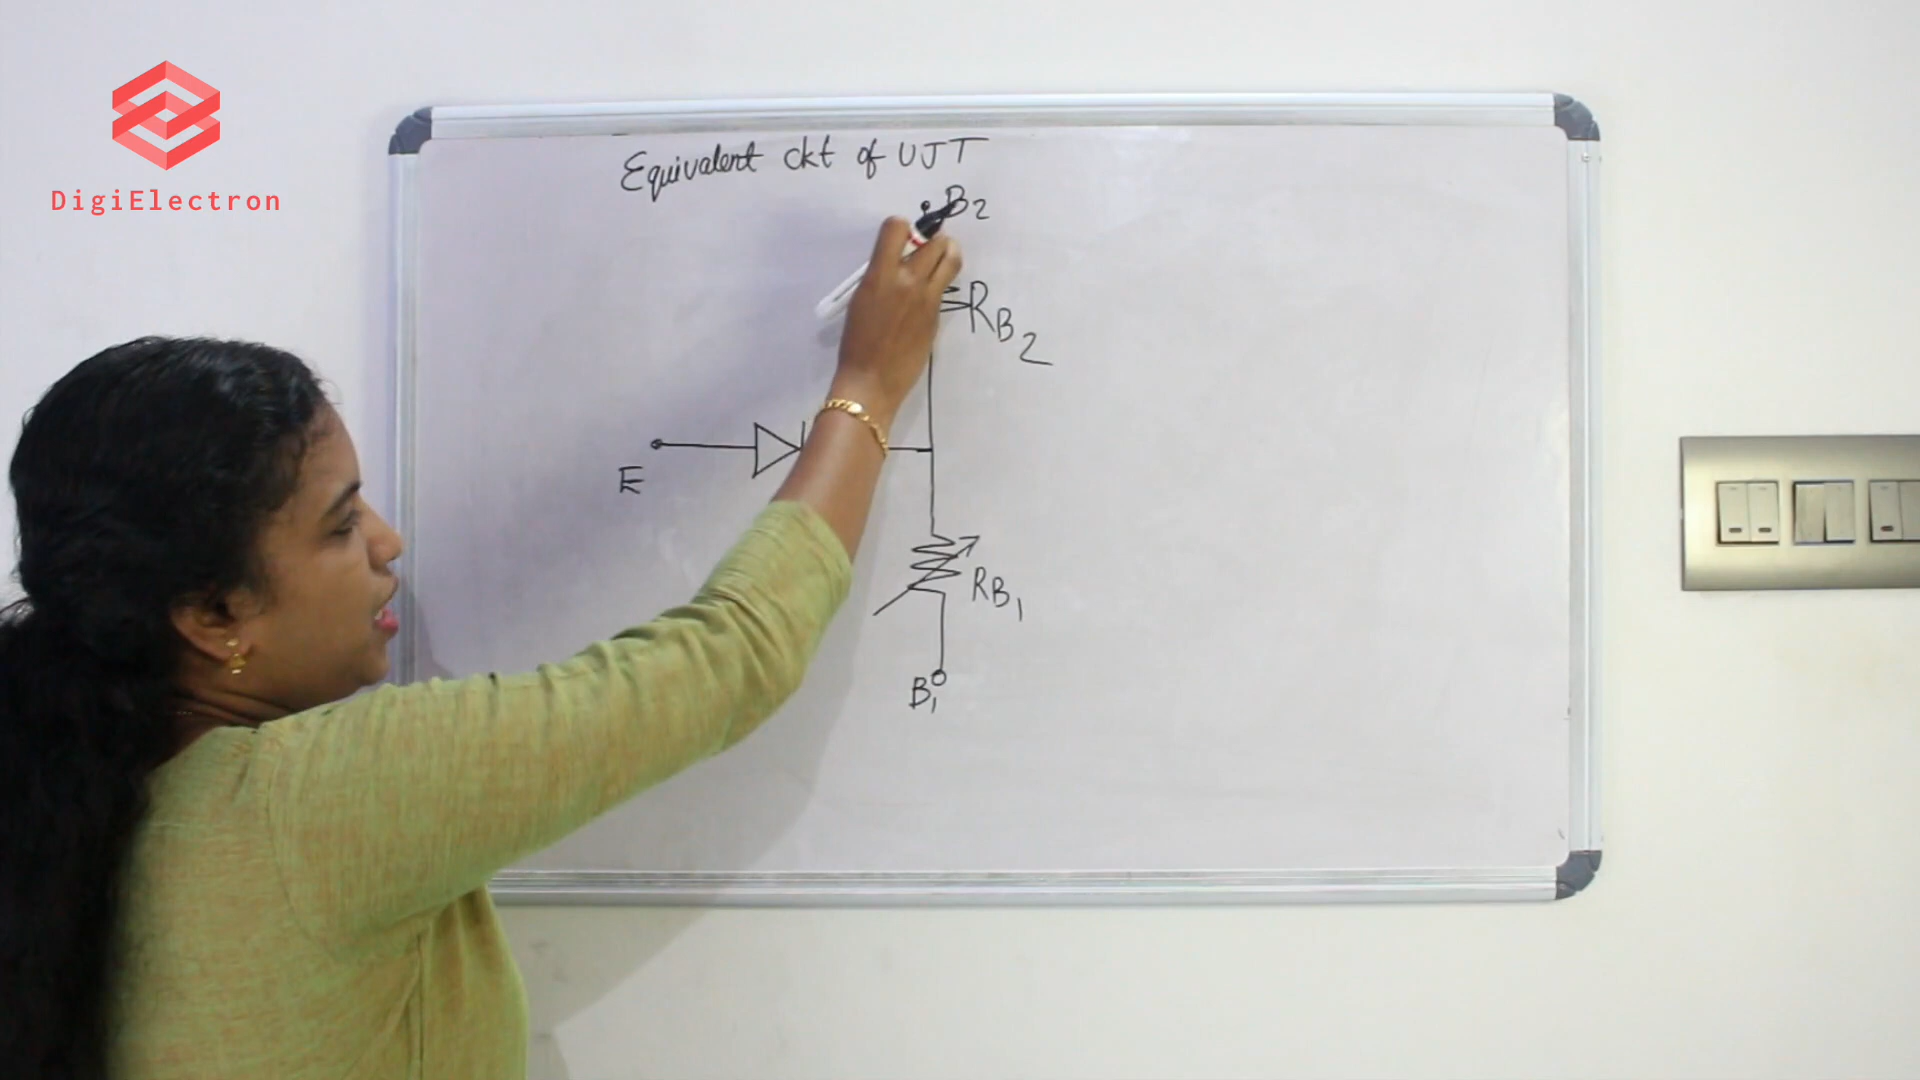 DigiElectron
Equivalent ckt of UJT
B2
RB2
E
RB1
B1